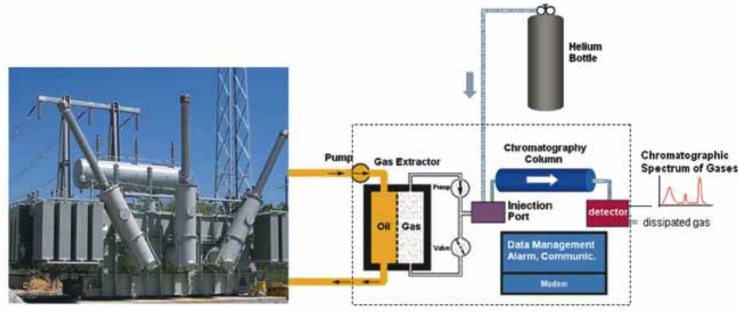 Helium
Bottle
Pump
Gas Extractor
Chromatography
Column
Chromatographic
Spectrum of Gases
Pump
Injection
Port
detector
dissipated gas
Oil
Gas
Valve
Data Management
Alarm, Communic.
Modem